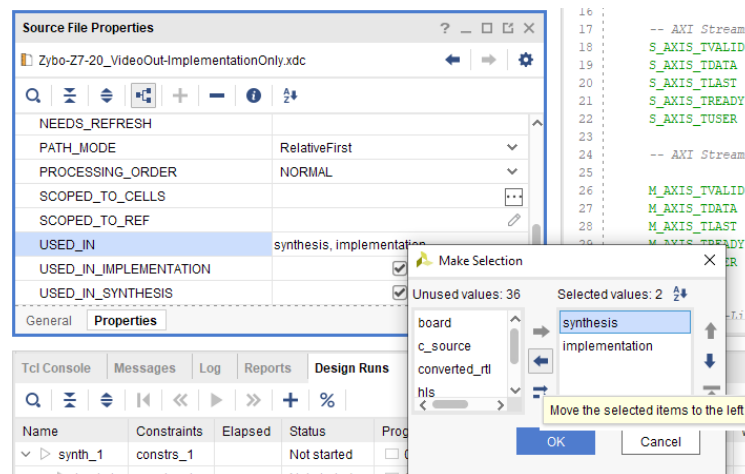 Source File Properties
Zybo-Z7-20_VideoOut-ImplementationOnly.xdc
NEEDS_REFRESH
PATH_MODE RelativeFirst
PROCESSING_ORDER NORMAL
SCOPED_TO_CELLS
SCOPED_TO_REF
USED_IN synthesis, implementation
USED_IN_IMPLEMENTATION
USED_IN_SYNTHESIS
General Properties
16
17 -- AXI Stream
18 S_AXIS_TVALID
19 S_AXIS_TDATA
20 S_AXIS_TLAST
21 S_AXIS_TREADY
22 S_AXIS_TUSER
23
24 -- AXI Stream
25
26 M_AXIS_TVALID
27 M_AXIS_TDATA
28 M_AXIS_TLAST
29 M_AXIS_TREADY
Make Selection
Unused values: 36 Selected values: 2
board
c_source
converted_rtl
hls
synthesis
implementation
Move the selected items to the left
OK Cancel
Tcl Console Messages Log Reports Design Runs
Name Constraints Elapsed Status Prog
synth_1 constrs_1 Not started